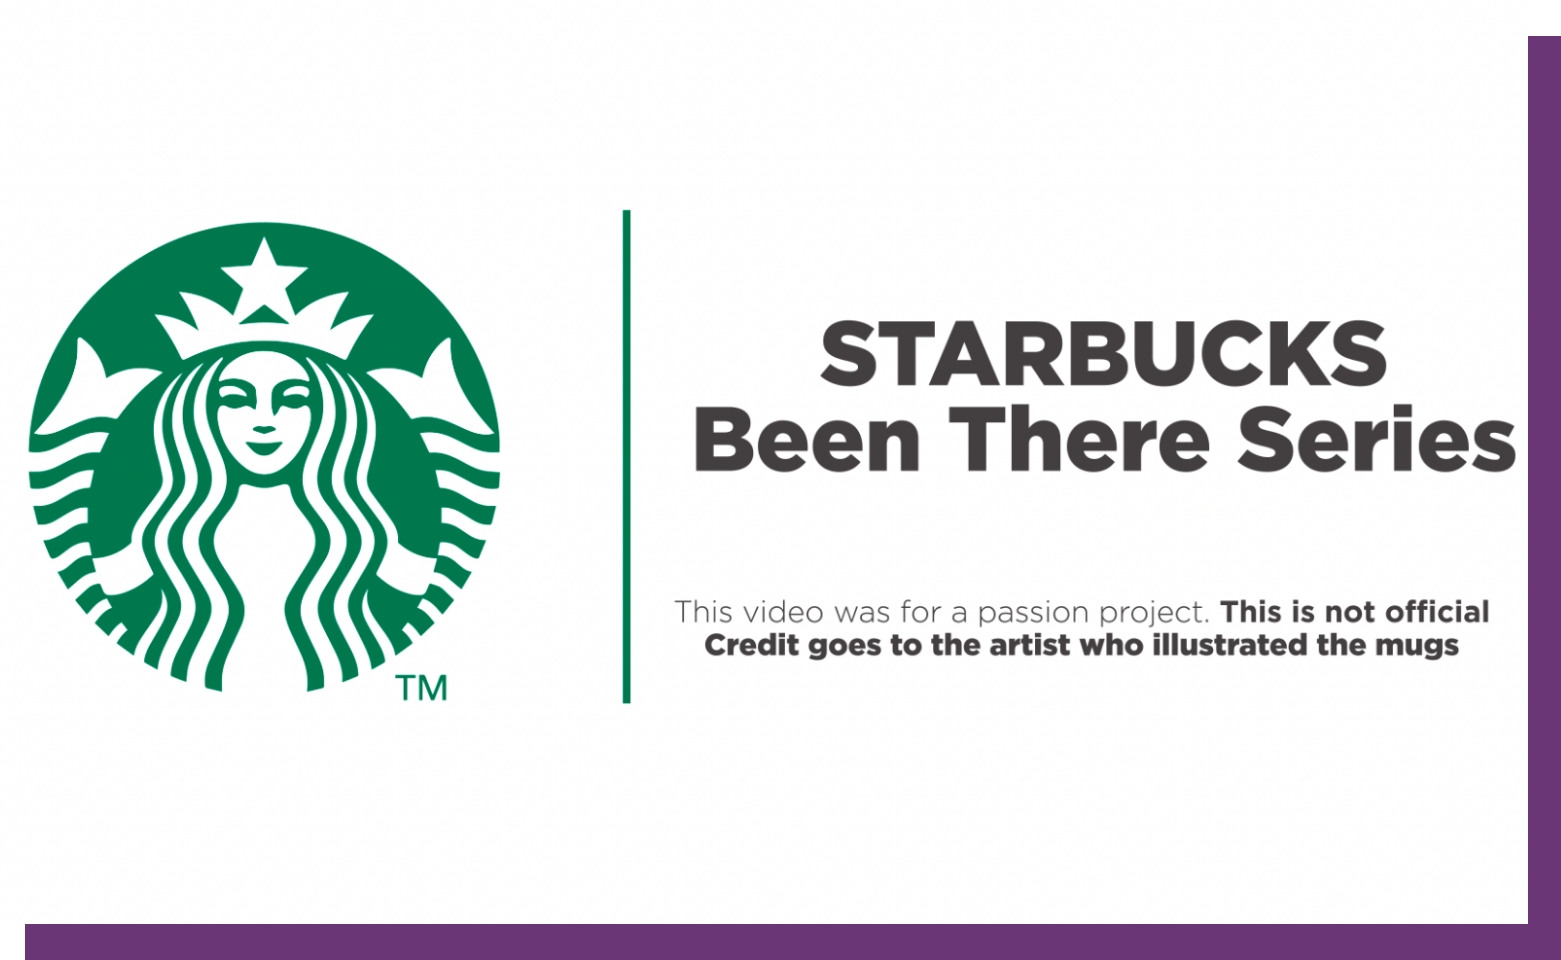 STARBUCKS
Been There Series
This video was for a passion project. This is not official
Credit goes to the artist who illustrated the mugs
TM